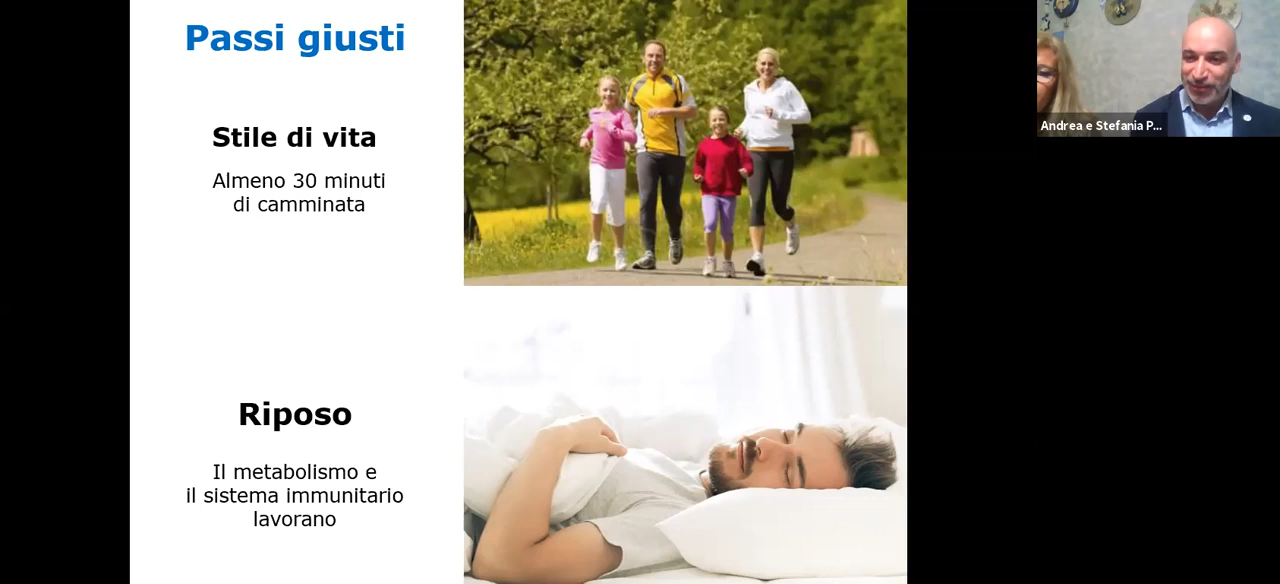 Passi giusti
Stile di vita
Almeno 30 minuti
di camminata
Riposo
Il metabolismo e
il sistema immunitario
lavorano
Andrea e Stefania P...